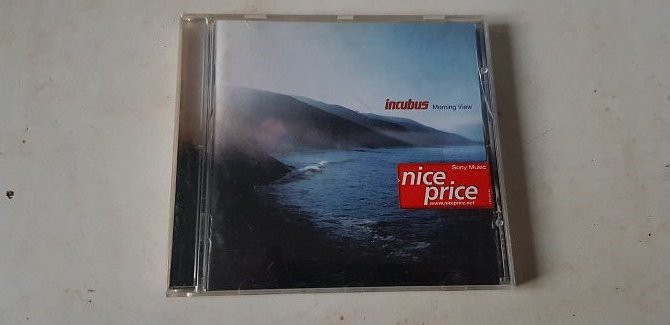 incubus Morning View
Sony Music
nice
price
www.niceprice.net